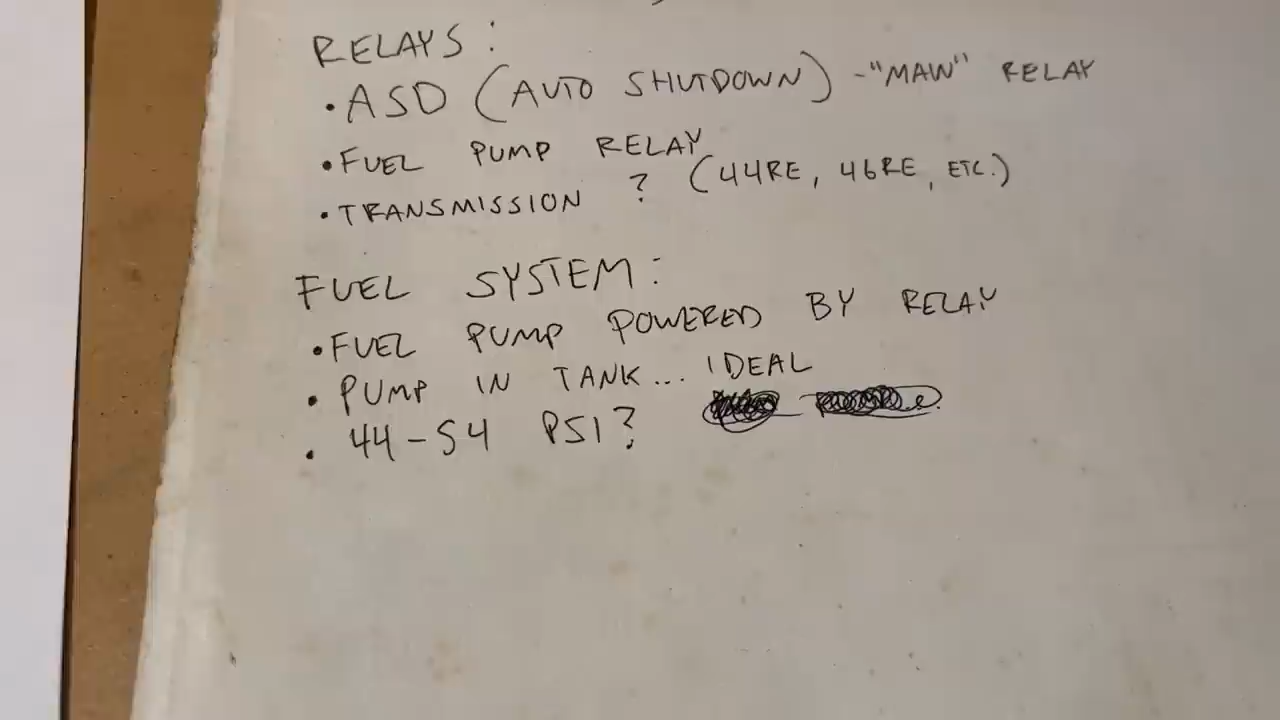 RELAYS:
• ASD (AUTO SHUTDOWN) - "MAIN" RELAY
• FUEL PUMP RELAY
• TRANSMISSION ? (44RE, 46RE, ETC.)
FUEL SYSTEM:
• FUEL PUMP POWERED BY RELAY
• PUMP IN TANK... IDEAL
• 44-54 PSI?